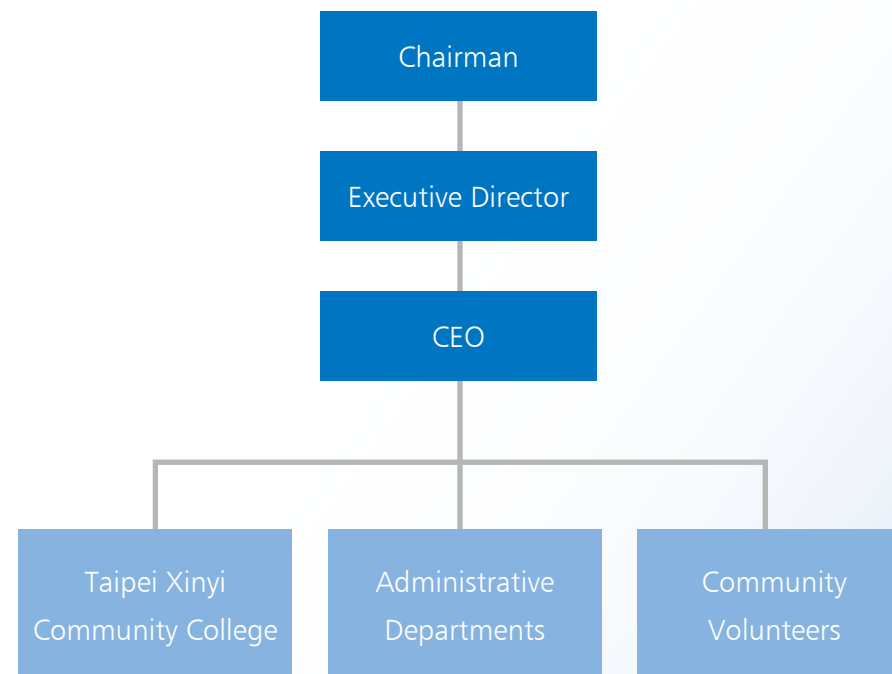 Chairman
Executive Director
CEO
Taipei Xinyi
Community College
Administrative
Departments
Community
Volunteers